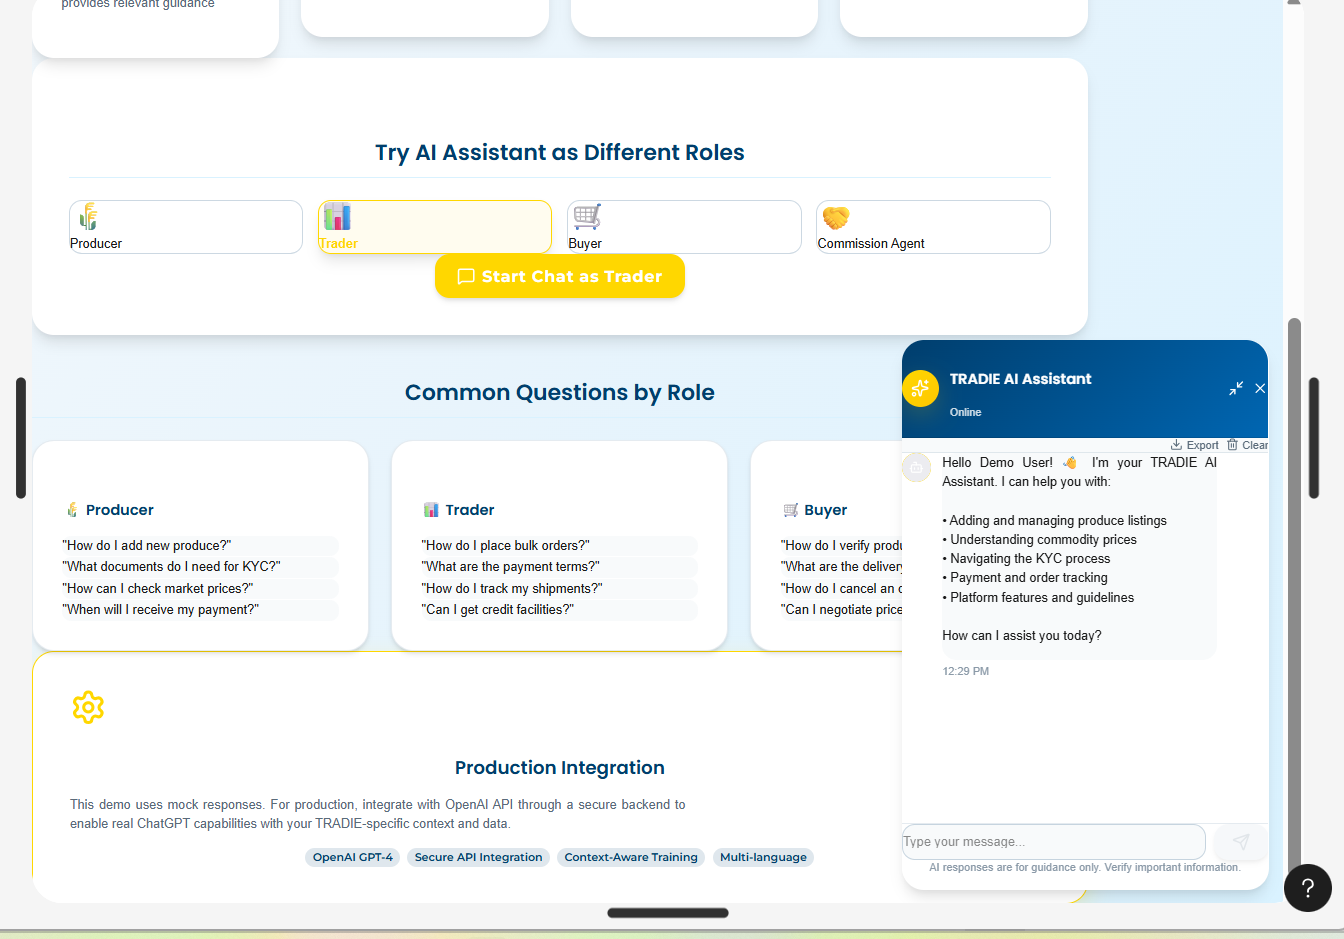 provides relevant guidance
Try AI Assistant as Different Roles
Producer
Trader
Buyer
Commission Agent
Start Chat as Trader
Common Questions by Role
Producer
"How do I add new produce?"
"What documents do I need for KYC?"
"How can I check market prices?"
"When will I receive my payment?"
Trader
"How do I place bulk orders?"
"What are the payment terms?"
"How do I track my shipments?"
"Can I get credit facilities?"
Buyer
"How do I verify produ
"What are the delivery
"How do I cancel an o
"Can I negotiate price
Production Integration
This demo uses mock responses. For production, integrate with OpenAI API through a secure backend to
enable real ChatGPT capabilities with your TRADIE-specific context and data.
OpenAI GPT-4
Secure API Integration
Context-Aware Training
Multi-language
TRADIE AI Assistant
Online
Export
Clear
Hello Demo User! 👋 I'm your TRADIE AI
Assistant. I can help you with:
• Adding and managing produce listings
• Understanding commodity prices
• Navigating the KYC process
• Payment and order tracking
• Platform features and guidelines
How can I assist you today?
12:29 PM
Type your message...
AI responses are for guidance only. Verify important information.
?